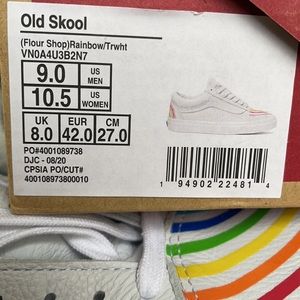 Old Skool
(Flour Shop)Rainbow/Trwht
VN0A4U3B2N7
9.0 US MEN
10.5 US WOMEN
UK EUR CM
8.0 42.0 27.0
PO#4001089738
DJC - 08/20
CPSIA PO/CUT#
400108973800010
1 94902 22481 4